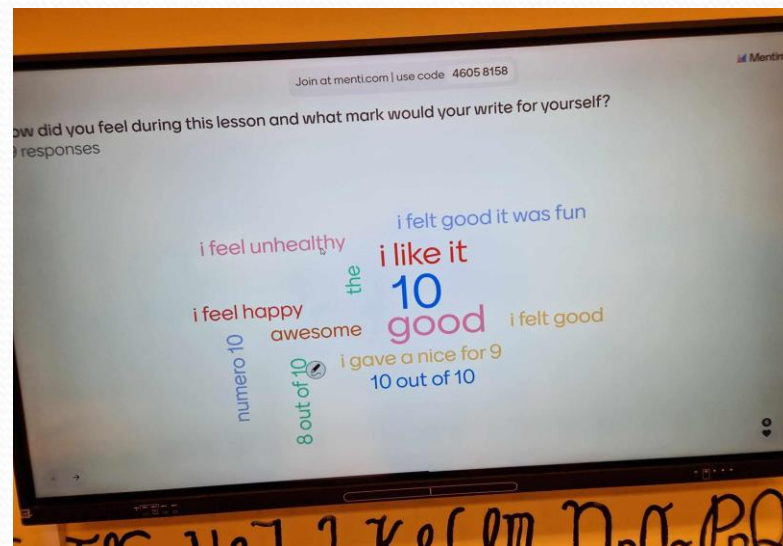 Join at menti.com | use code 4605 8158
Mentim
ow did you feel during this lesson and what mark would your write for yourself?
responses
i felt good it was fun
i feel unhealthy
i like it
the
10
i feel happy
awesome
good
i felt good
numero 10
8 out of 10
i gave a nice for 9
10 out of 10